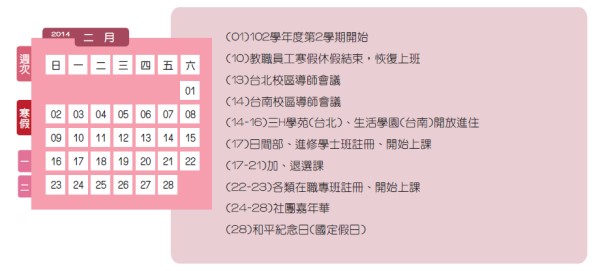 2014 二 月
週次
日 一 二 三 四 五 六
01
寒假
02 03 04 05 06 07 08
09 10 11 12 13 14 15
一 16 17 18 19 20 21 22
二 23 24 25 26 27 28
(01)102學年度第2學期開始
(10)教職員工寒假休假結束，恢復上班
(13)台北校區導師會議
(14)台南校區導師會議
(14-16)三H學苑(台北)、生活學園(台南)開放進住
(17)日間部、進修學士班註冊、開始上課
(17-21)加、退選課
(22-23)各類在職專班註冊、開始上課
(24-28)社團嘉年華
(28)和平紀念日(國定假日)